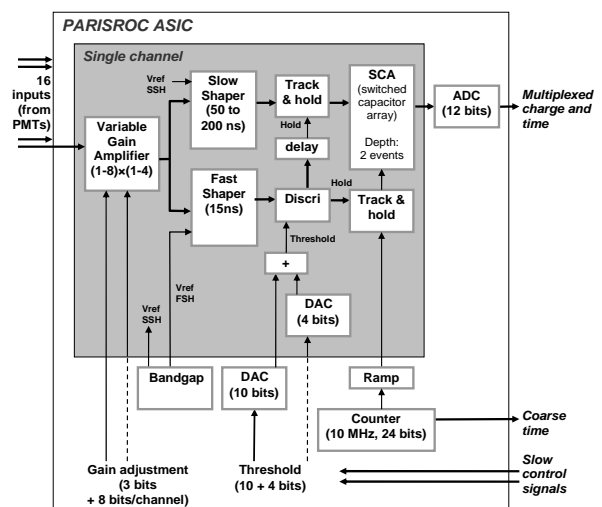 PARISROC ASIC
Single channel
16
inputs
(from
PMTs)
Vref
SSH
Slow
Shaper
(50 to
200 ns)
Track
& hold
SCA
(switched
capacitor
array)
Depth:
2 events
ADC
(12 bits)
Multiplexed
charge and
time
Hold
delay
Variable
Gain
Amplifier
(1-8)×(1-4)
Fast
Shaper
(15ns)
Discri
Hold
Track &
hold
Threshold
+
Vref
FSH
Vref
SSH
DAC
(4 bits)
Bandgap
DAC
(10 bits)
Ramp
Counter
(10 MHz, 24 bits)
Coarse
time
Gain adjustment
(3 bits
+ 8 bits/channel)
Threshold
(10 + 4 bits)
Slow
control
signals